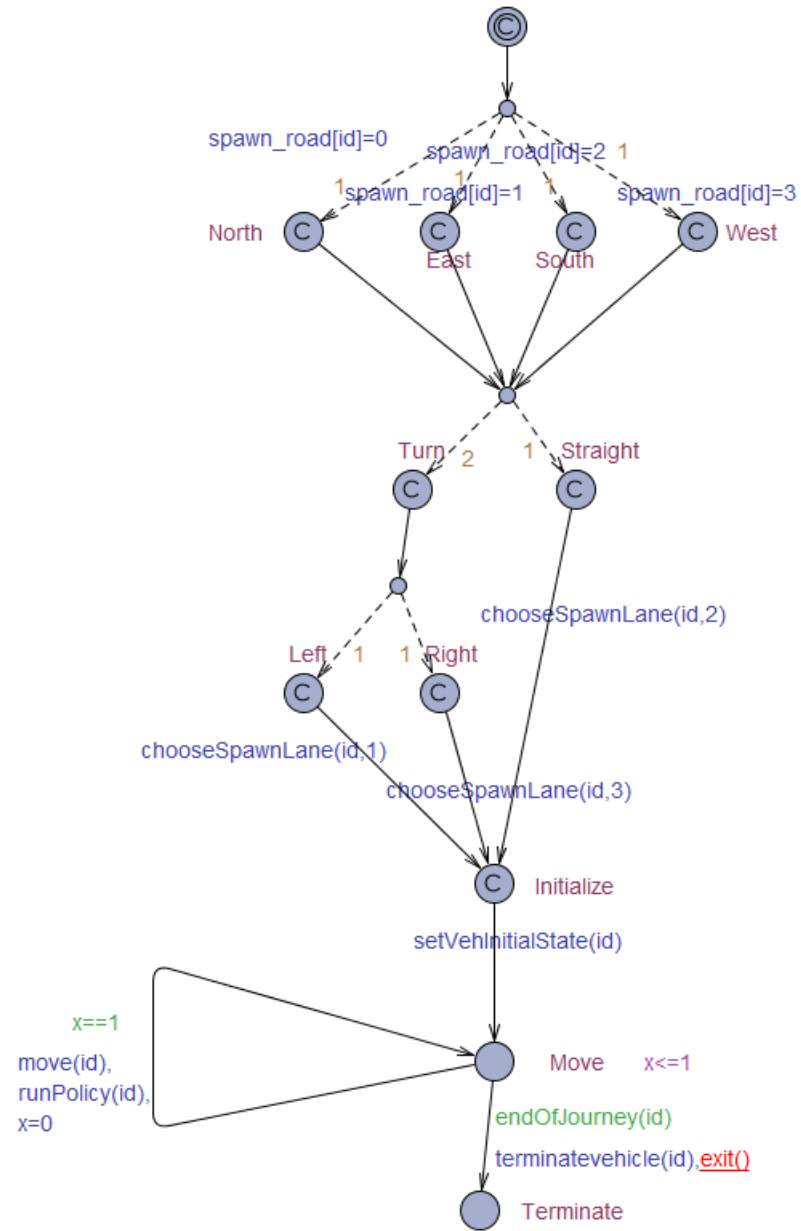 C
spawn_road[id]=0
spawn_road[id]=2 1
1 1 1
spawn_road[id]=1
spawn_road[id]=3
North C C C C West
East South
Turn 2 1 Straight
C C
chooseSpawnLane(id,2)
Left 1 1 Right
C C
chooseSpawnLane(id,1)
chooseSpawnLane(id,3)
C Initialize
setVehInitialState(id)
x==1
move(id),
runPolicy(id),
x=0
Move x<=1
endOfJourney(id)
terminatevehicle(id),exit()
Terminate